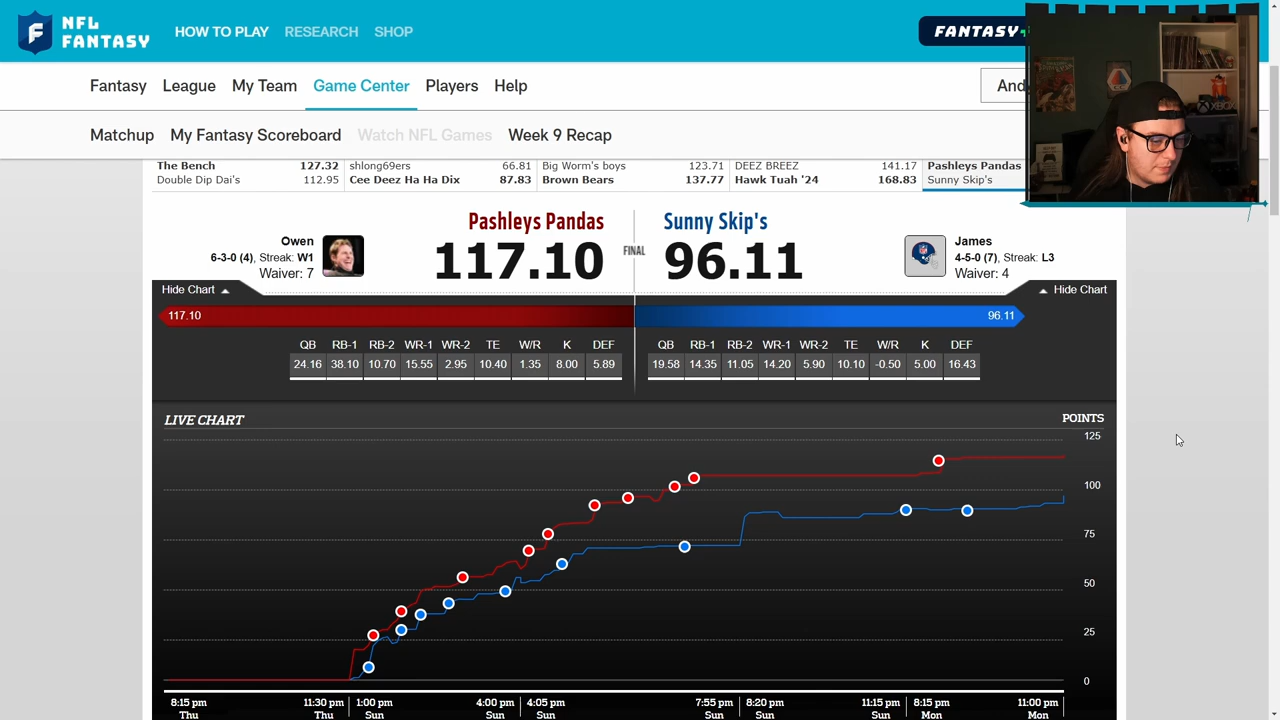 NFL FANTASY
HOW TO PLAY RESEARCH SHOP
FANTASY+
Fantasy League My Team Game Center Players Help
Matchup My Fantasy Scoreboard Watch NFL Games Week 9 Recap
The Bench 127.32 shlong69ers 66.81 Big Worm's boys 123.71 DEEZ BREEZ 141.17 Pashleys Pandas
Double Dip Dai's 112.95 Cee Deez Ha Ha Dix 87.83 Brown Bears 137.77 Hawk Tuah '24 168.83 Sunny Skip's
Pashleys Pandas Sunny Skip's
Owen 117.10 FINAL 96.11 James
6-3-0 (4), Streak: W1 4-5-0 (7), Streak: L3
Waiver: 7 Waiver: 4
Hide Chart Hide Chart
117.10 96.11
QB RB-1 RB-2 WR-1 WR-2 TE W/R K DEF QB RB-1 RB-2 WR-1 WR-2 TE W/R K DEF
24.16 38.10 10.70 15.55 2.95 10.40 1.35 8.00 5.89 19.58 14.35 11.05 14.20 5.90 10.10 -0.50 5.00 16.43
LIVE CHART POINTS
125
100
75
50
25
0
8:15 pm 11:30 pm 1:00 pm 4:00 pm 4:05 pm 7:55 pm 8:20 pm 11:15 pm 8:15 pm 11:00 pm
Thu Thu Sun Sun Sun Sun Sun Sun Mon Mon
XBOX